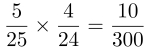 5/25 × 4/24 = 10/300